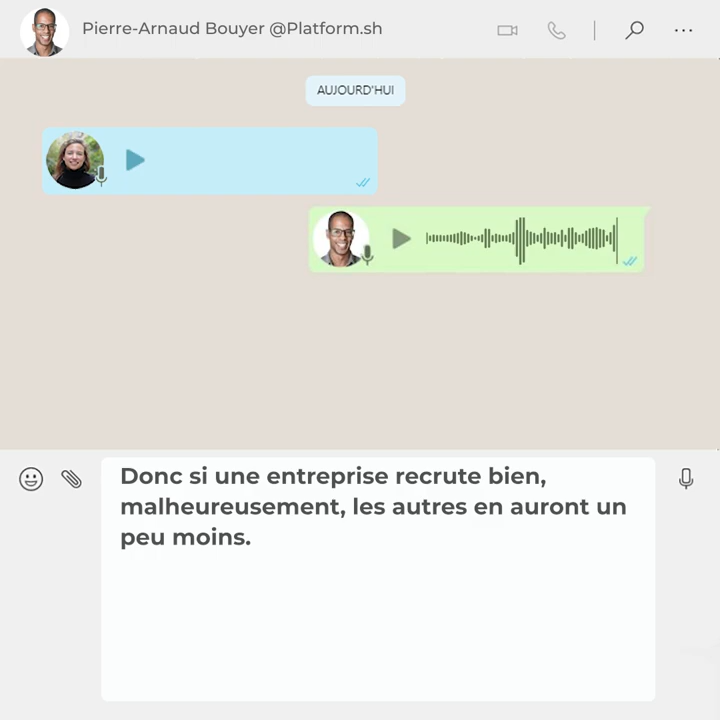 Pierre-Arnaud Bouyer @Platform.sh
AUJOURD'HUI
Donc si une entreprise recrute bien,
malheureusement, les autres en auront un
peu moins.